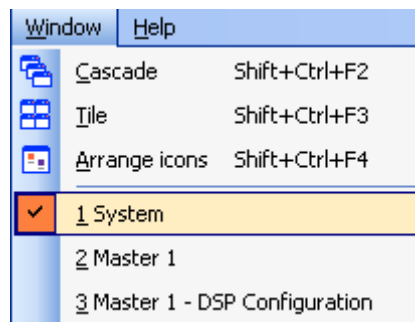 Window Help
Cascade Shift+Ctrl+F2
Tile Shift+Ctrl+F3
Arrange icons Shift+Ctrl+F4
1 System
2 Master 1
3 Master 1 - DSP Configuration